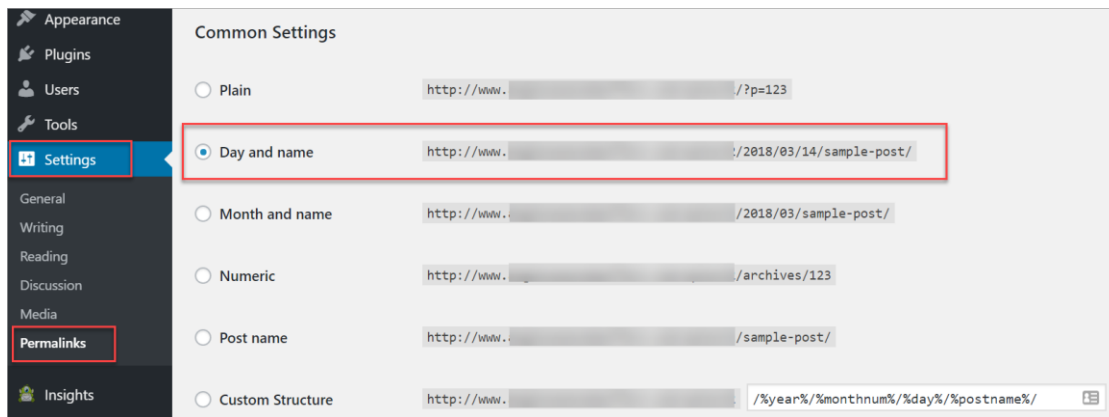 Appearance
Plugins
Users
Tools
Settings
General
Writing
Reading
Discussion
Media
Permalinks
Insights
Common Settings
Plain http://www. /?p=123
Day and name http://www. /2018/03/14/sample-post/
Month and name http://www. /2018/03/sample-post/
Numeric http://www. /archives/123
Post name http://www. /sample-post/
Custom Structure http://www. /%year%/%monthnum%/%day%/%postname%/